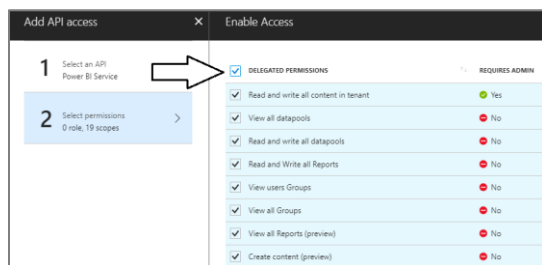 Add API access
Enable Access
1 Select an API
Power BI Service
2 Select permissions
0 role, 19 scopes
DELEGATED PERMISSIONS REQUIRES ADMIN
Read and write all content in tenant Yes
View all datapools No
Read and write all datapools No
Read and Write all Reports No
View users Groups No
View all Groups No
View all Reports (preview) No
Create content (preview) No